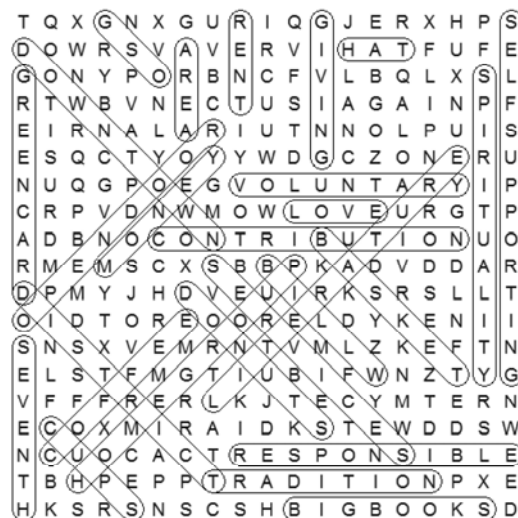 T Q X G N X G U R I Q G J E R X H P S
D O W R S V A V E R V I H A T F U F E
G O N Y P O R B N C F V L B Q L X S L
R T W B V N E C T U S I A G A I N P F
E I R N A L A R I U T N N O L P U I S
E S Q C T Y O Y Y W D G C Z O N E R U
N U Q G P O E G V O L U N T A R Y I P
C R P V D N W M O W L O V E U R G T P
A D B N O C O N T R I B U T I O N U O
R M E M S C X S B B P K A D V D D A R
D P M Y J H D V E U I R K S R S L L T
O I D T O R E O O R E L D Y K E N I I
S N S X V E M R N T V M L Z K E F T N
E L S T F M G T I U B I F W N Z T Y G
V F F F R E R L K J T E C Y M T E R N
E C O X M I R A I D K S T E W D D S W
N C U O C A C T R E S P O N S I B L E
T B H P E P P T R A D I T I O N P X E
H K S R S N S C S H B I G B O O K S D